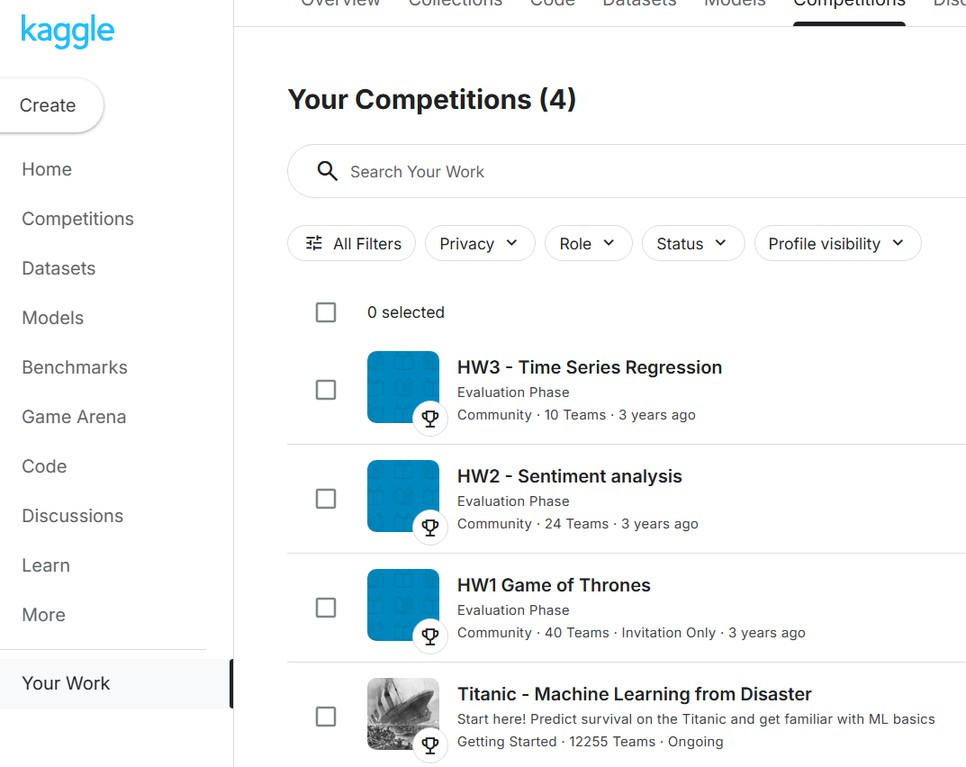 kaggle
Overview Collections Code Datasets Models Competitions
Create
Home
Competitions
Datasets
Models
Benchmarks
Game Arena
Code
Discussions
Learn
More
Your Work
Your Competitions (4)
Search Your Work
All Filters Privacy Role Status Profile visibility
0 selected
HW3 - Time Series Regression
Evaluation Phase
Community · 10 Teams · 3 years ago
HW2 - Sentiment analysis
Evaluation Phase
Community · 24 Teams · 3 years ago
HW1 Game of Thrones
Evaluation Phase
Community · 40 Teams · Invitation Only · 3 years ago
Titanic - Machine Learning from Disaster
Start here! Predict survival on the Titanic and get familiar with ML basics
Getting Started · 12255 Teams · Ongoing